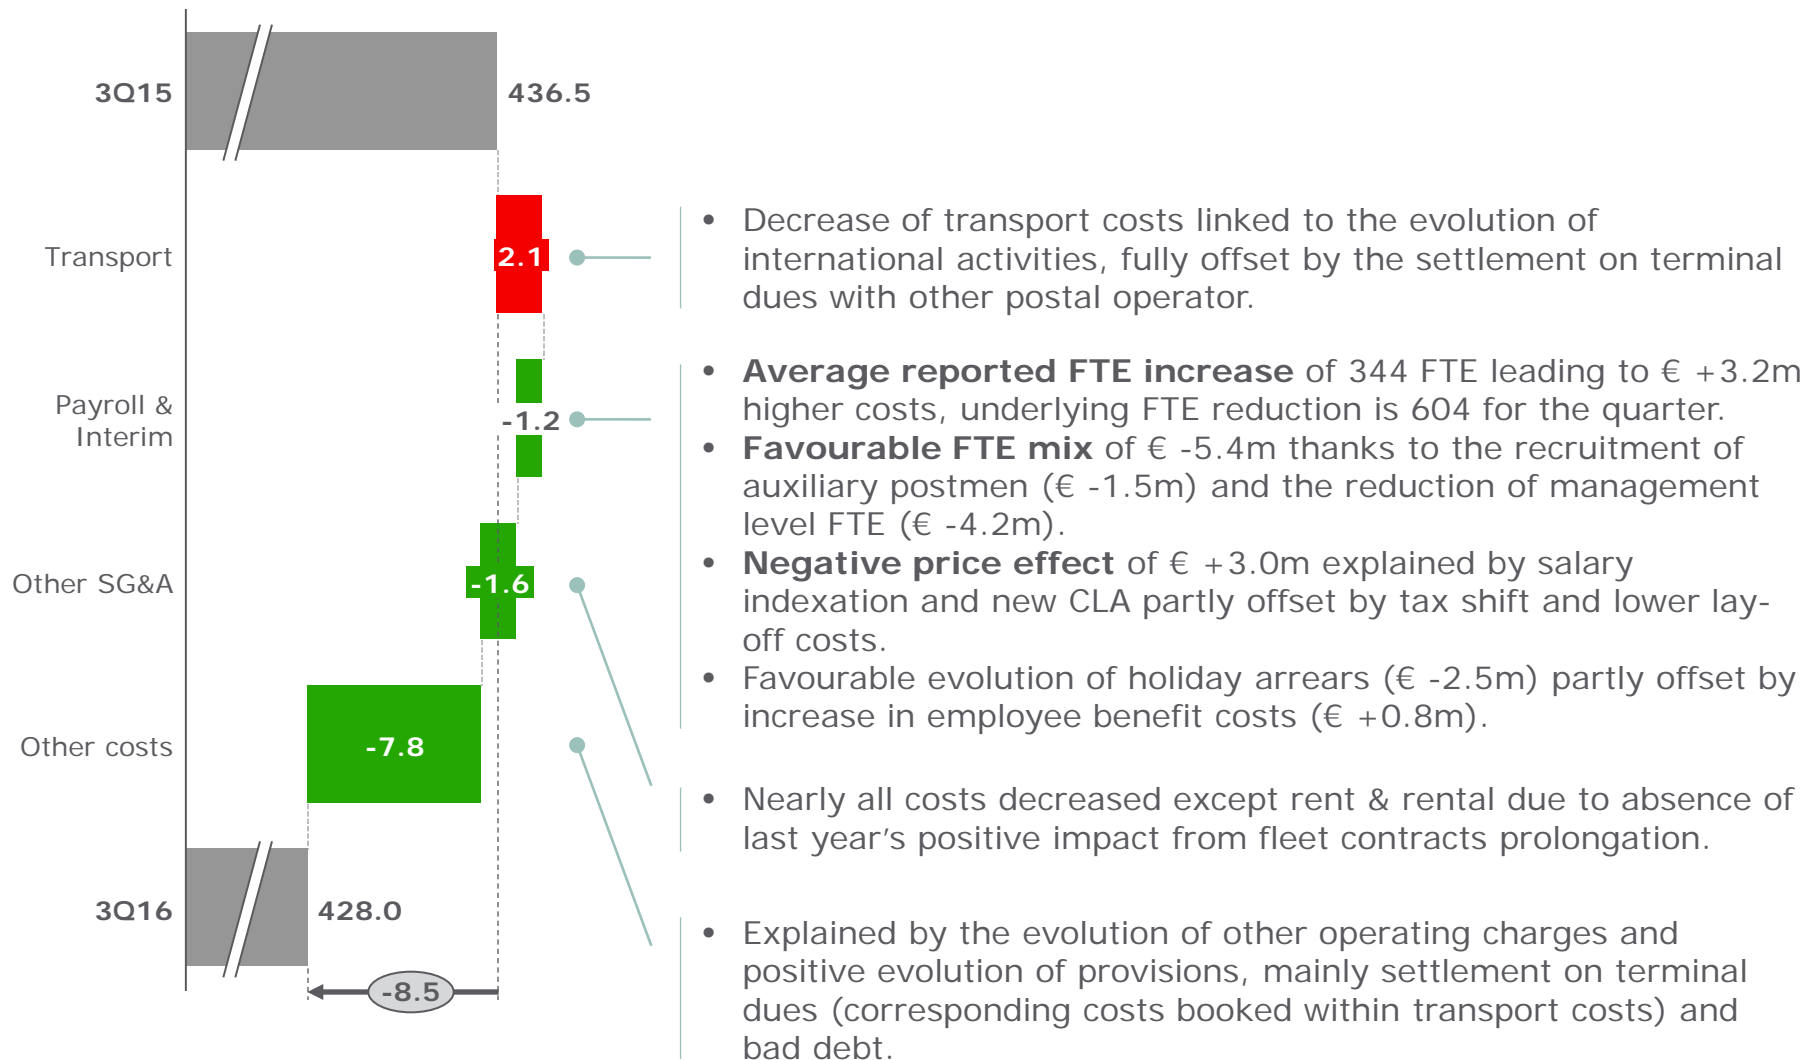 3Q15
436.5
Transport
2.1
• Decrease of transport costs linked to the evolution of
international activities, fully offset by the settlement on terminal
dues with other postal operator.
Payroll &
Interim
-1.2
• Average reported FTE increase of 344 FTE leading to € +3.2m
higher costs, underlying FTE reduction is 604 for the quarter.
• Favourable FTE mix of € -5.4m thanks to the recruitment of
auxiliary postmen (€ -1.5m) and the reduction of management
level FTE (€ -4.2m).
• Negative price effect of € +3.0m explained by salary
indexation and new CLA partly offset by tax shift and lower lay-
off costs.
• Favourable evolution of holiday arrears (€ -2.5m) partly offset by
increase in employee benefit costs (€ +0.8m).
Other SG&A
-1.6
• Nearly all costs decreased except rent & rental due to absence of
last year’s positive impact from fleet contracts prolongation.
Other costs
-7.8
• Explained by the evolution of other operating charges and
positive evolution of provisions, mainly settlement on terminal
dues (corresponding costs booked within transport costs) and
bad debt.
3Q16
428.0
-8.5